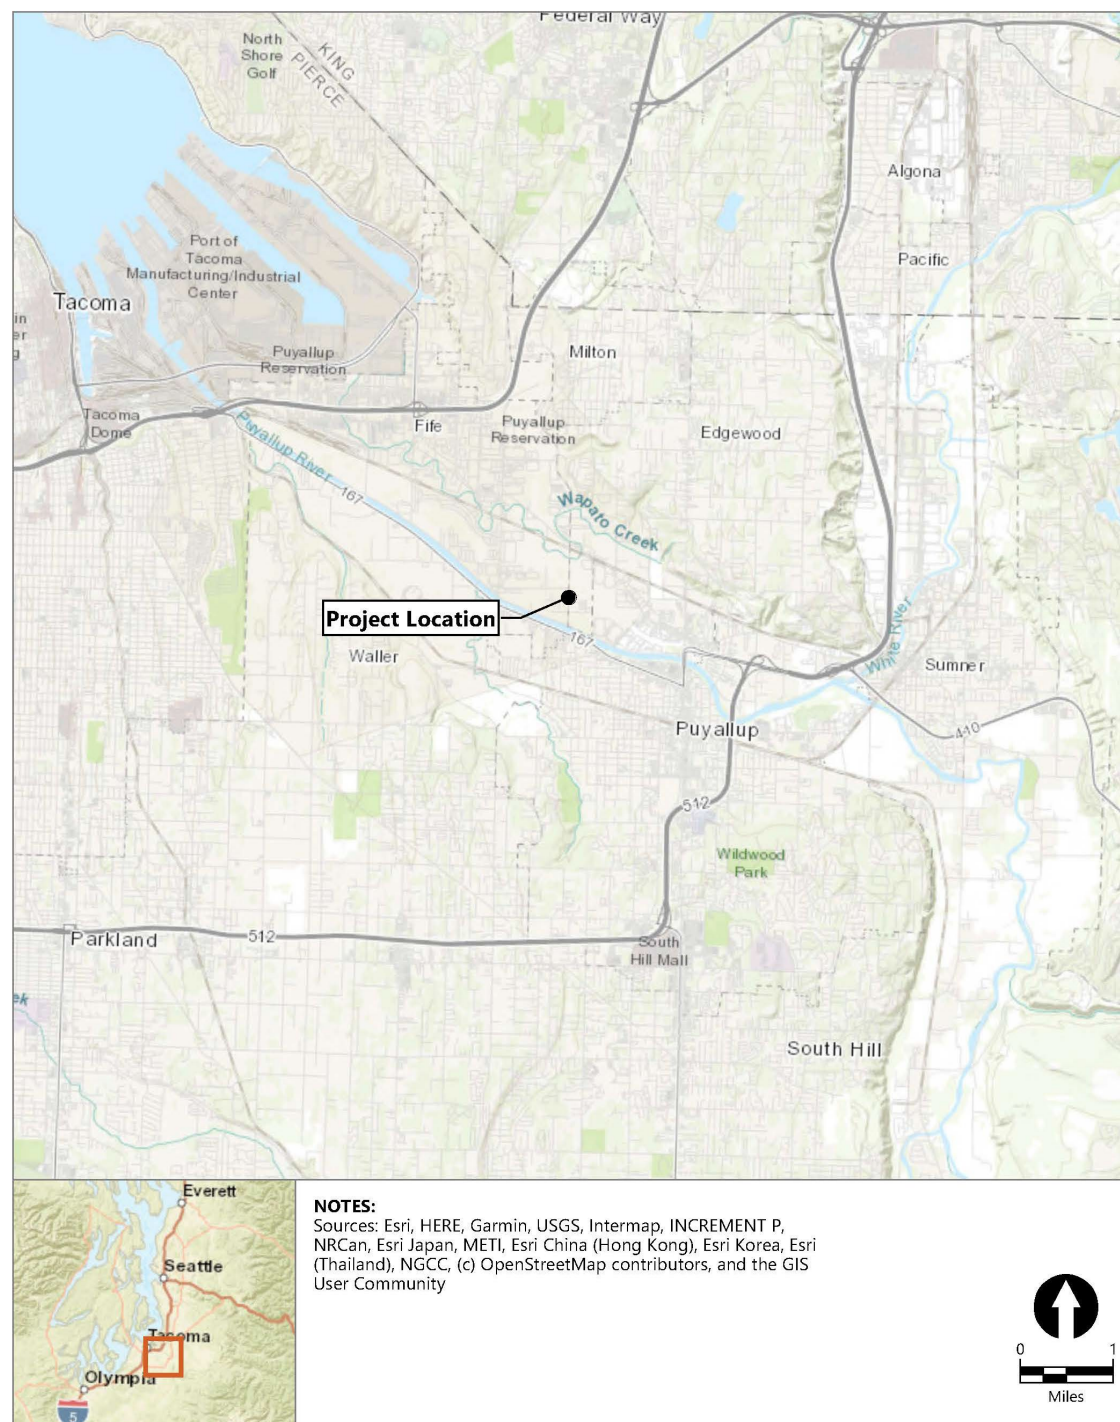 Federal Way
North
Shore
Golf
KING
PIERCE
Algona
Port of
Tacoma
Manufacturing/Industrial
Center
Pacific
Tacoma
in
er
g
Puyallup
Reservation
Milton
Tacoma
Dome
Fife
Puyallup
Reservation
Edgewood
Puyallup River
167
Wapato Creek
Project Location
167
Waller
White River
Sumner
Puyallup
410
512
Wildwood
Park
Parkland
512
South
Hill Mall
ek
South Hill
Everett
Seattle
Tacoma
Olympia
5
NOTES:
Sources: Esri, HERE, Garmin, USGS, Intermap, INCREMENT P,
NRCan, Esri Japan, METI, Esri China (Hong Kong), Esri Korea, Esri
(Thailand), NGCC, (c) OpenStreetMap contributors, and the GIS
User Community
0 1
Miles